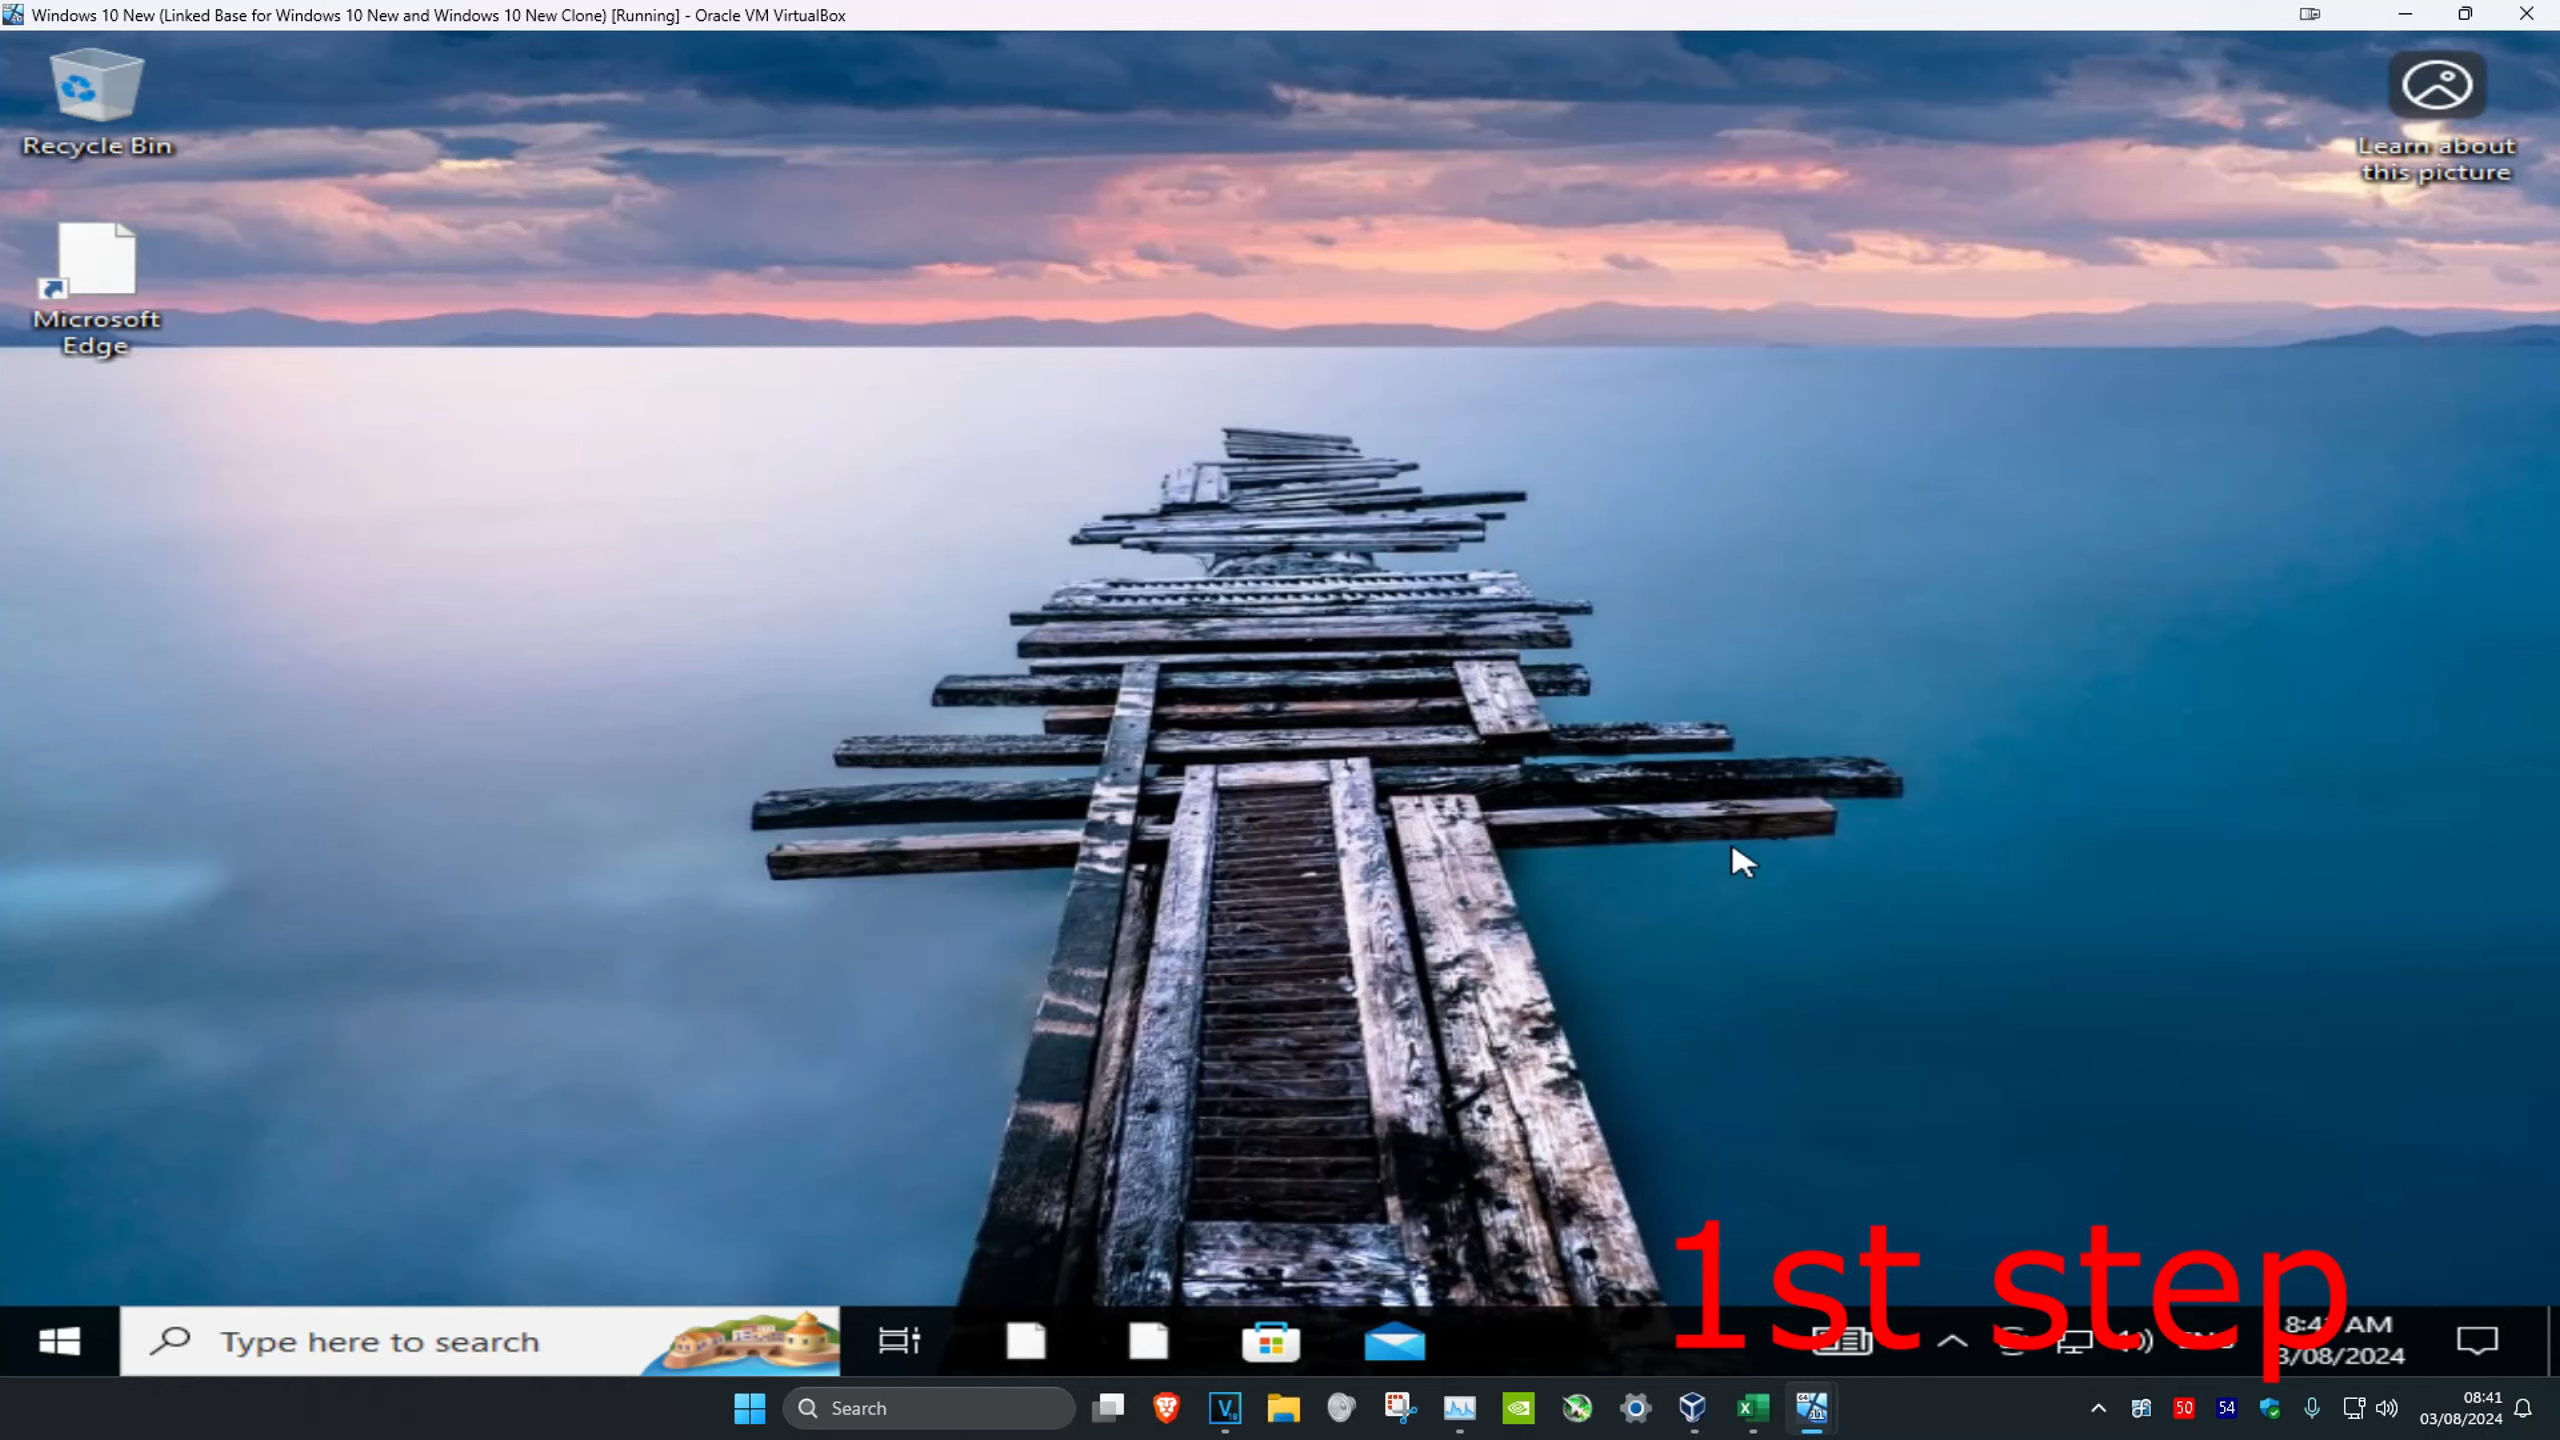 Windows 10 New (Linked Base for Windows 10 New and Windows 10 New Clone) [Running] - Oracle VM VirtualBox
Recycle Bin
Learn about
this picture
Microsoft
Edge
1st step
Type here to search
AM
/08/2024
Search
50
54
08:41
03/08/2024